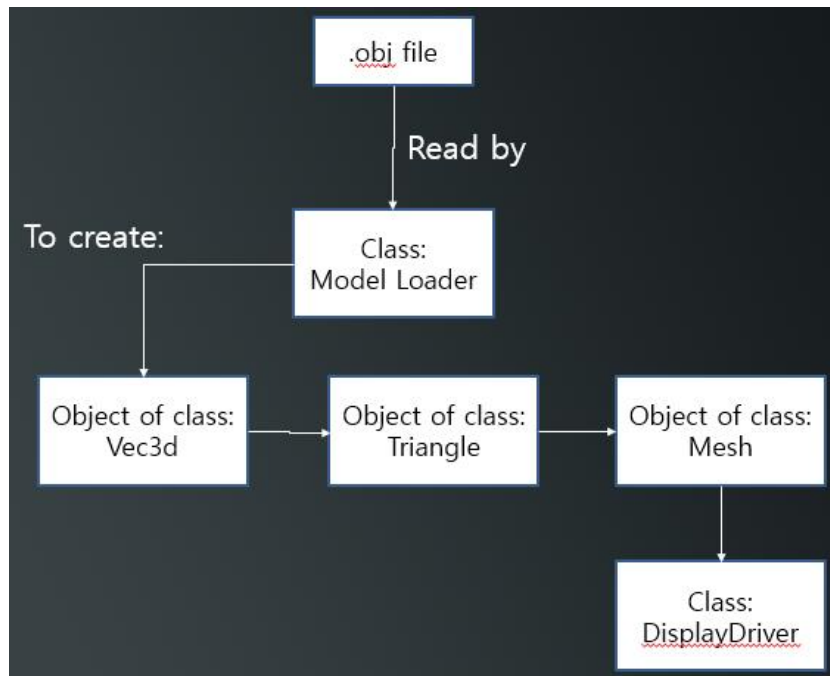 .obj file
Read by
To create:
Class:
Model Loader
Object of class:
Vec3d
Object of class:
Triangle
Object of class:
Mesh
Class:
DisplayDriver